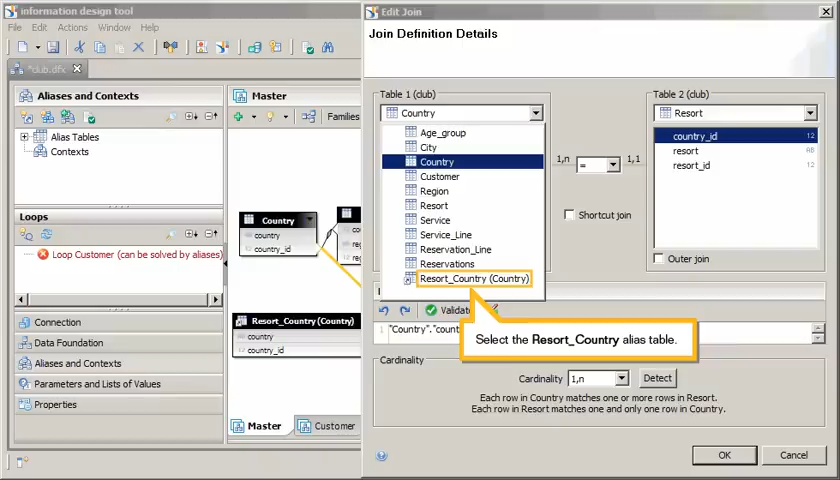 information design tool
File Edit Actions Window Help
*club.dfx
Aliases and Contexts
Alias Tables
Contexts
Loops
Loop Customer (can be solved by aliases)
Connection
Data Foundation
Aliases and Contexts
Parameters and Lists of Values
Properties
Master
Families
Country
country
country_id
Resort_Country (Country)
country
country_id
Master
Customer
Edit Join
Join Definition Details
Table 1 (club)
Country
Age_group
City
Country
Customer
Region
Resort
Service
Service_Line
Reservation_Line
Reservations
Resort_Country (Country)
1,n = 1,1
Shortcut join
Table 2 (club)
Resort
country_id 12
resort AB
resort_id 12
Outer join
Validate
1 "Country"."count
Select the Resort_Country alias table.
Cardinality
Cardinality 1,n Detect
Each row in Country matches one or more rows in Resort.
Each row in Resort matches one and only one row in Country.
OK Cancel